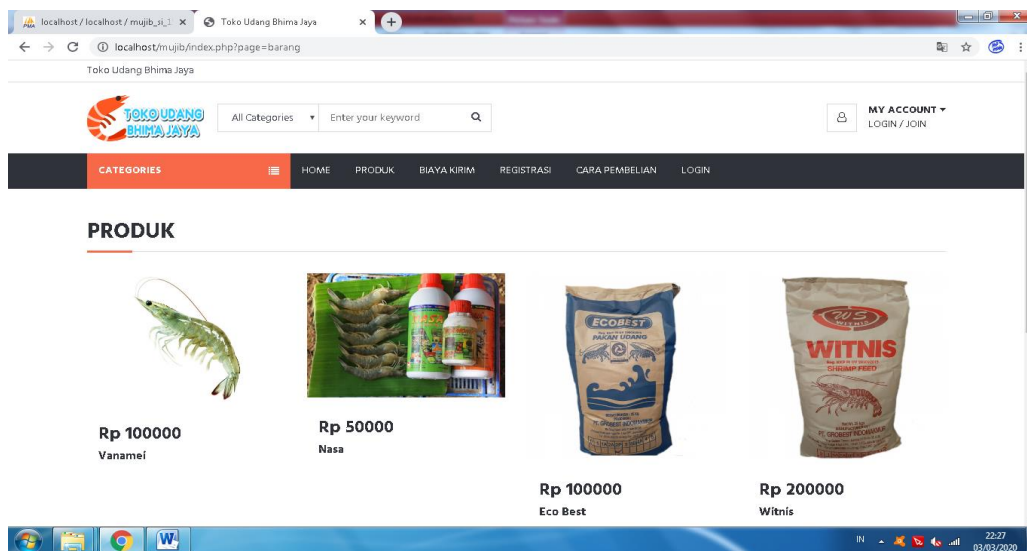 localhost / localhost / mujib_si_1
Toko Udang Bhima Jaya
localhost/mujib/index.php?page=barang
Toko Udang Bhima Jaya
TOKO UDANG
BHIMA JAYA
All Categories
Enter your keyword
MY ACCOUNT
LOGIN / JOIN
CATEGORIES
HOME PRODUK BIAYA KIRIM REGISTRASI CARA PEMBELIAN LOGIN
PRODUK
ECOBEST
PAKAN UDANG
WS
WITNIS
WITNIS
SHRIMP FEED
Rp 100000
Vanamei
Rp 50000
Nasa
Rp 100000
Eco Best
Rp 200000
Witnis
IN
22:27
03/03/2020